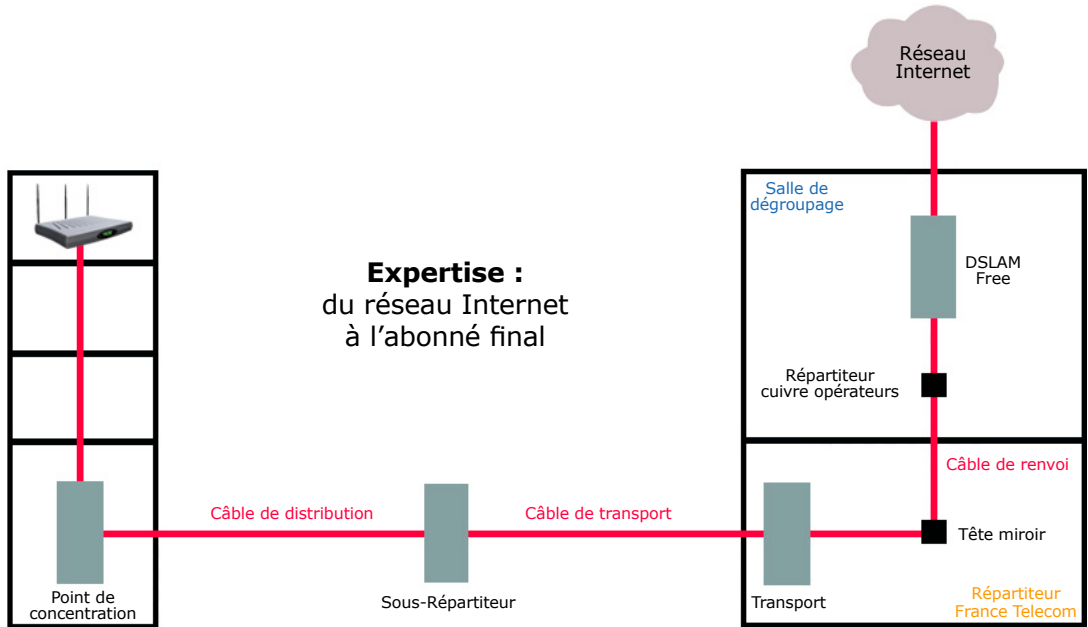 Réseau
Internet
Salle de
dégroupage
DSLAM
Free
Expertise :
du réseau Internet
à l’abonné final
Répartiteur
cuivre opérateurs
Câble de renvoi
Câble de distribution
Câble de transport
Tête miroir
Point de
concentration
Sous-Répartiteur
Transport
Répartiteur
France Telecom